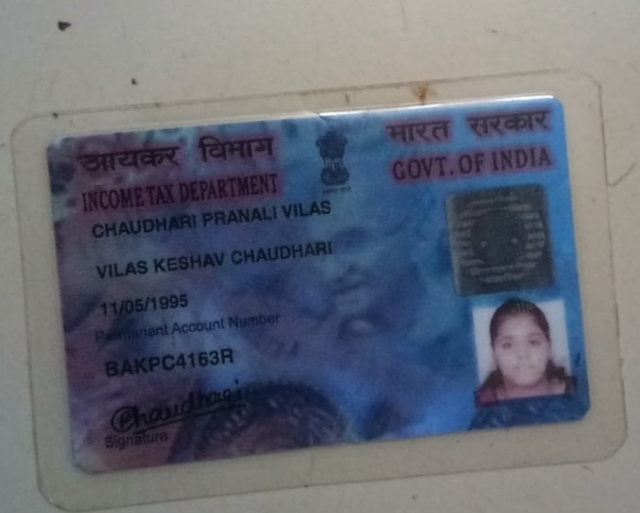 आयकर विभाग
भारत सरकार
INCOME TAX DEPARTMENT
GOVT. OF INDIA
CHAUDHARI PRANALI VILAS
VILAS KESHAV CHAUDHARI
11/05/1995
Permanent Account Number
BAKPC4163R
Chaudhari
Signature